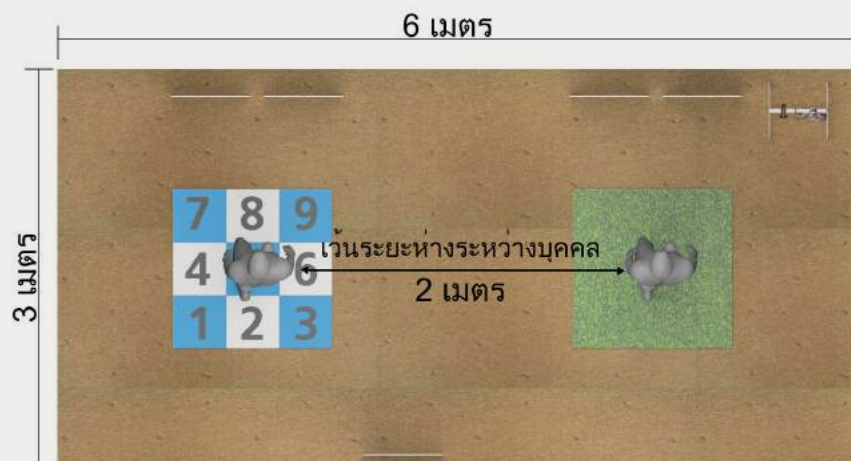 6 เมตร
3 เมตร
7 8 9
4 6
1 2 3
เว้นระยะห่างระหว่างบุคคล
2 เมตร